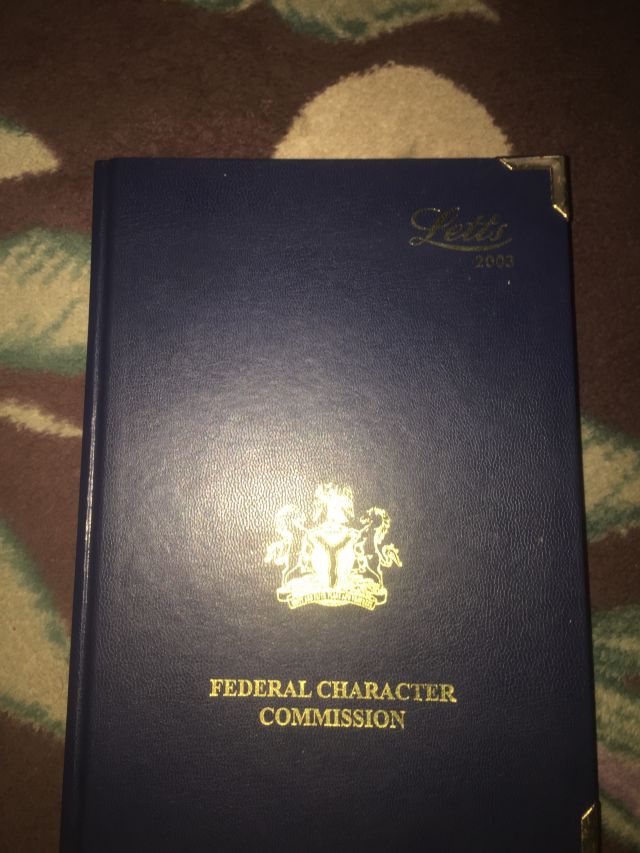 Letts
2003
FEDERAL CHARACTER
COMMISSION